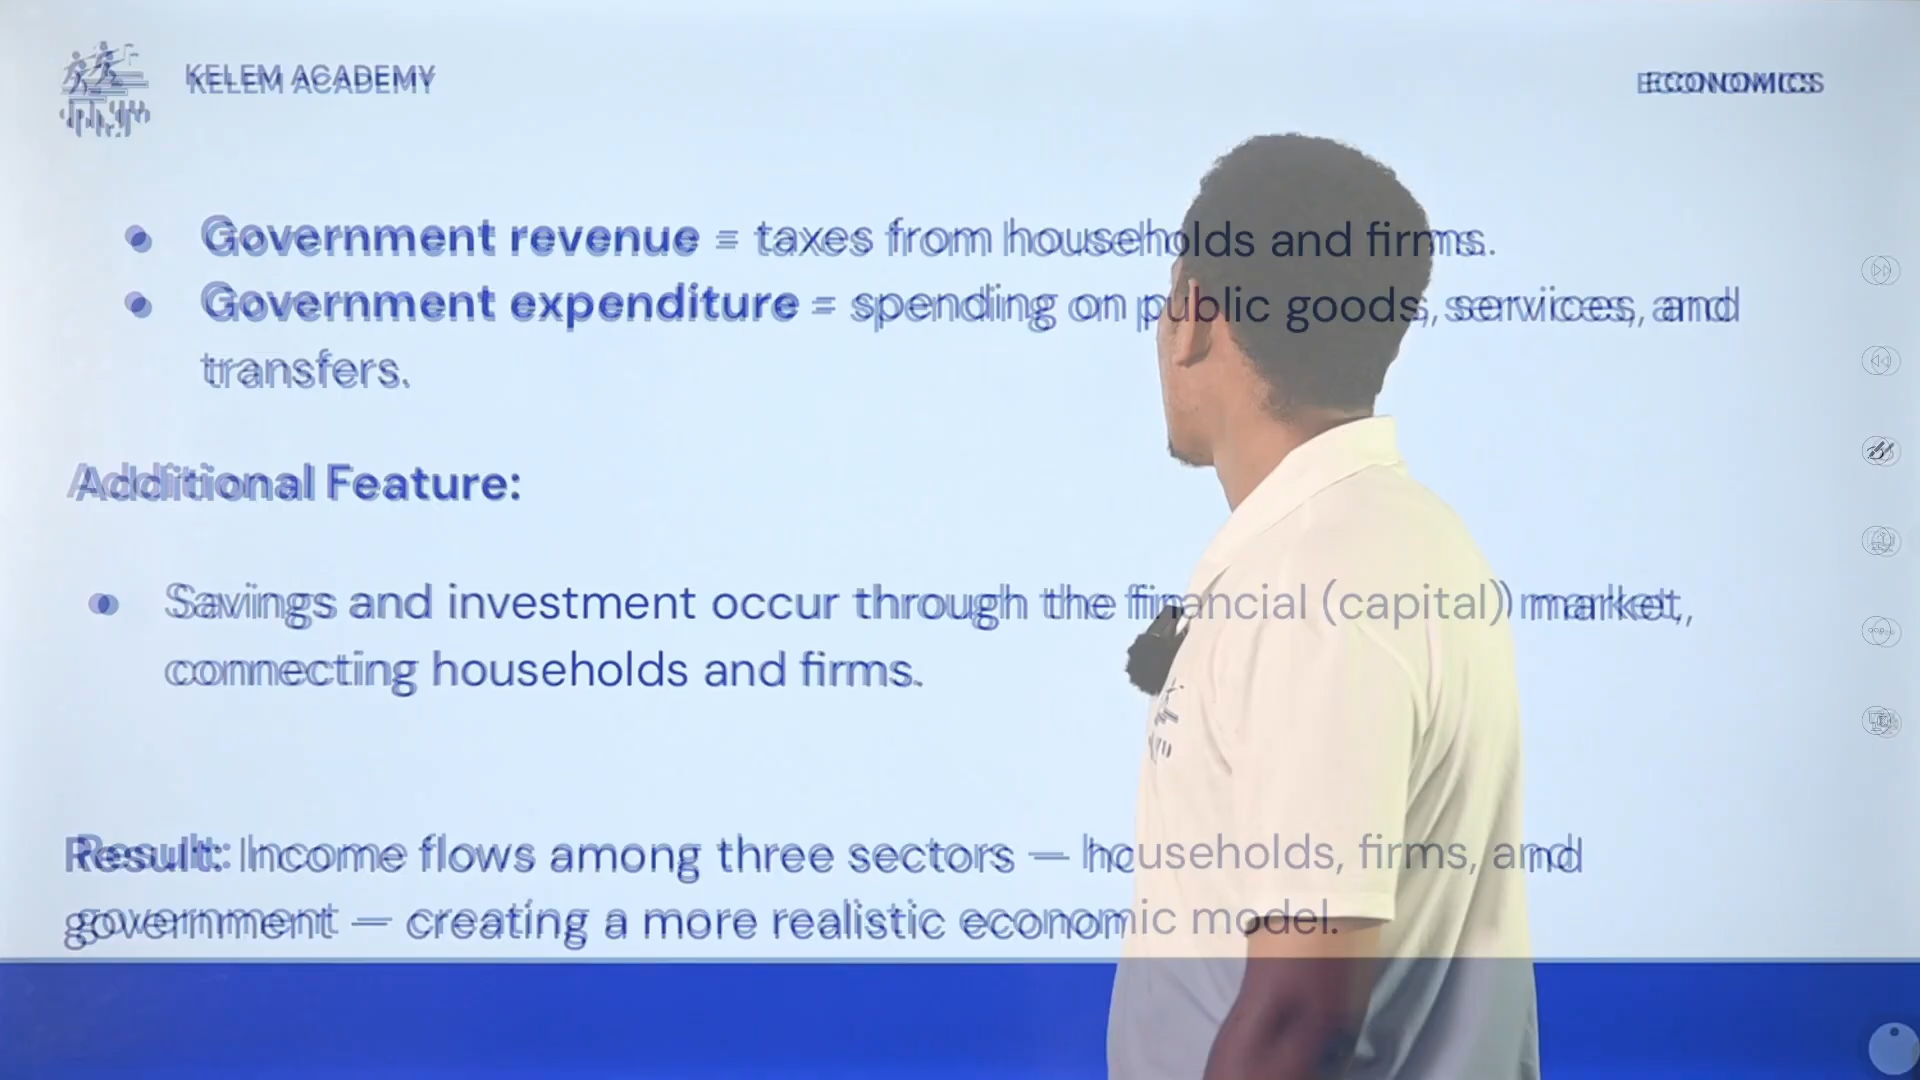 KELEM ACADEMY
ECONOMICS
Government revenue = taxes from households and firms.
Government expenditure = spending on public goods, services, and
transfers.
Additional Feature:
Savings and investment occur through the financial (capital) market,
connecting households and firms.
Result: Income flows among three sectors — households, firms, and
government — creating a more realistic economic model.